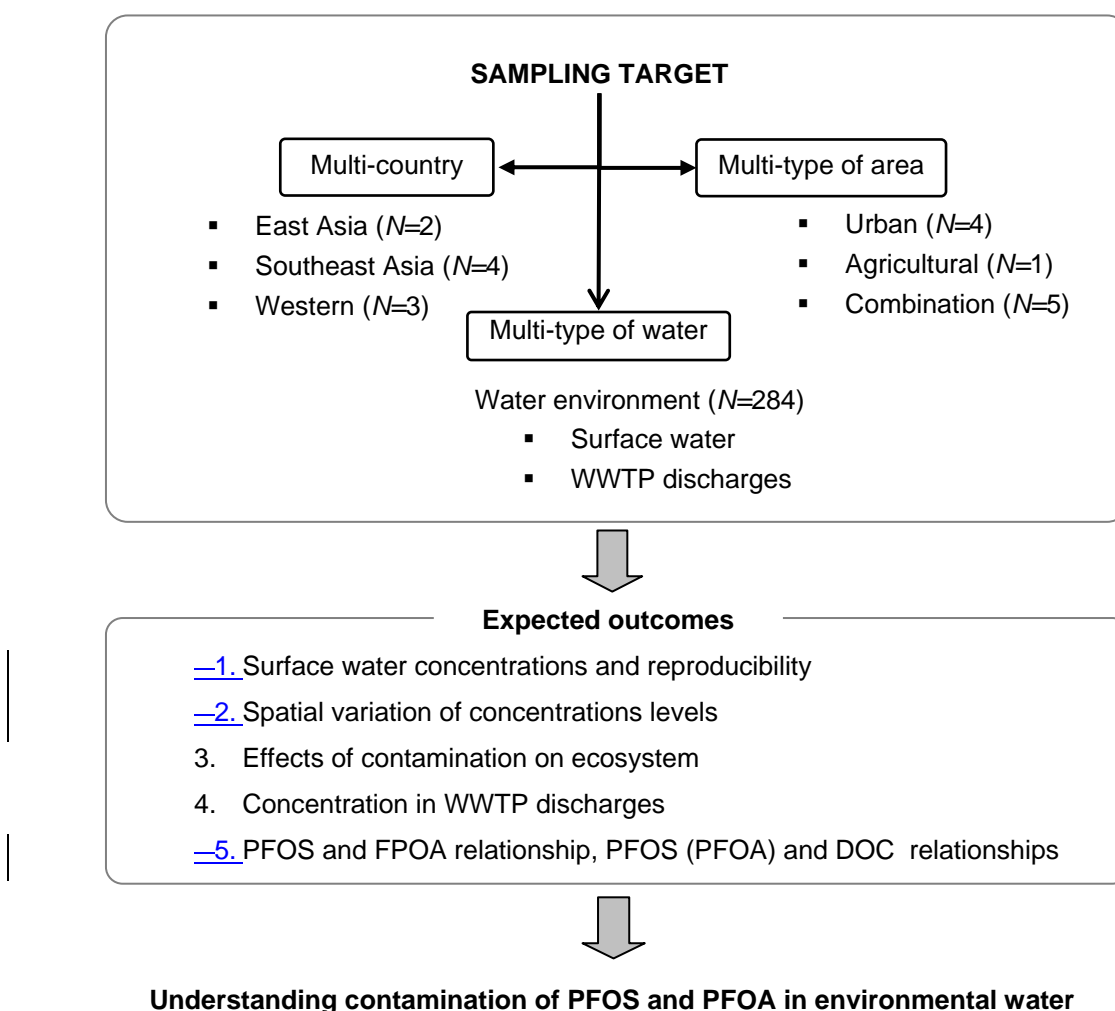 SAMPLING TARGET
Multi-country
Multi-type of area
▪ East Asia (N=2)
▪ Southeast Asia (N=4)
▪ Western (N=3)
▪ Urban (N=4)
▪ Agricultural (N=1)
▪ Combination (N=5)
Multi-type of water
Water environment (N=284)
▪ Surface water
▪ WWTP discharges
Expected outcomes
—1. Surface water concentrations and reproducibility
—2. Spatial variation of concentrations levels
3. Effects of contamination on ecosystem
4. Concentration in WWTP discharges
—5. PFOS and FPOA relationship, PFOS (PFOA) and DOC relationships
Understanding contamination of PFOS and PFOA in environmental water